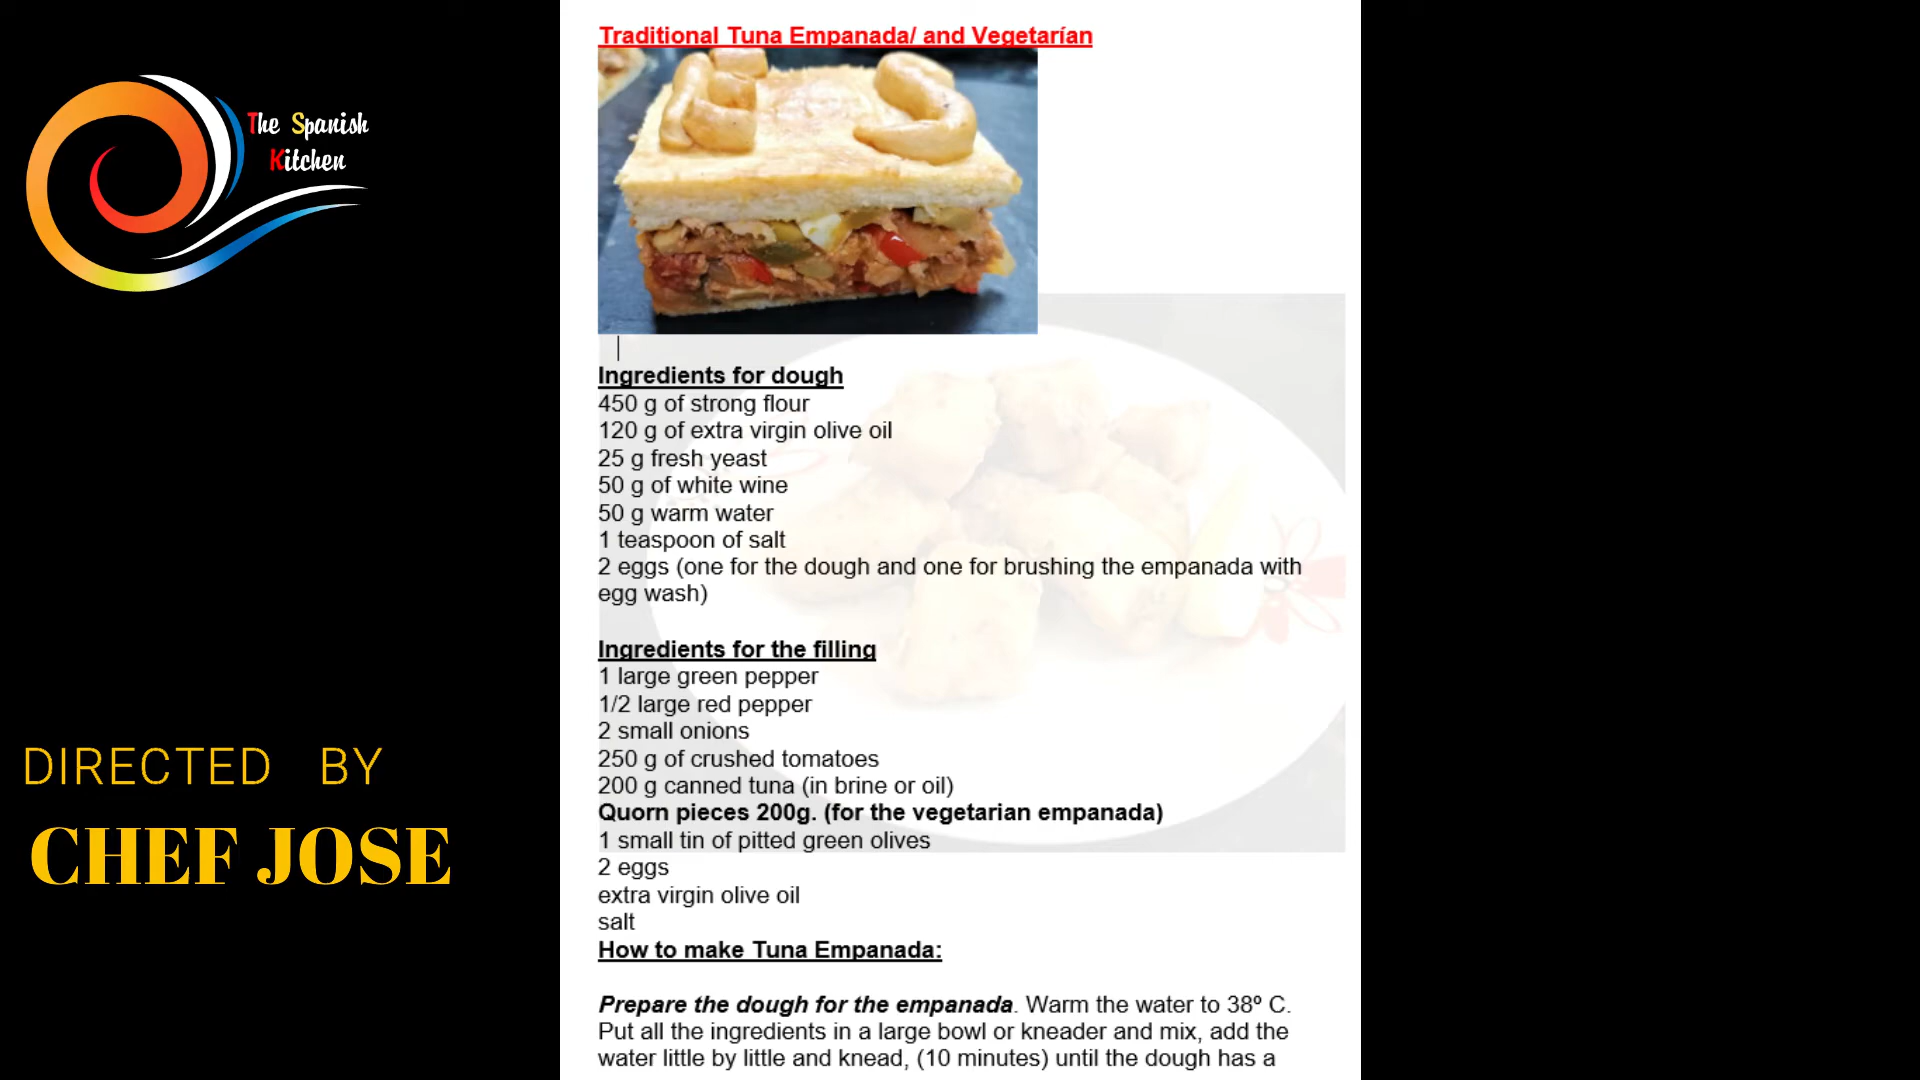 The Spanish
Kitchen
DIRECTED BY
CHEF JOSE
Traditional Tuna Empanada/ and Vegetarían
Ingredients for dough
450 g of strong flour
120 g of extra virgin olive oil
25 g fresh yeast
50 g of white wine
50 g warm water
1 teaspoon of salt
2 eggs (one for the dough and one for brushing the empanada with
egg wash)
Ingredients for the filling
1 large green pepper
1/2 large red pepper
2 small onions
250 g of crushed tomatoes
200 g canned tuna (in brine or oil)
Quorn pieces 200g. (for the vegetarian empanada)
1 small tin of pitted green olives
2 eggs
extra virgin olive oil
salt
How to make Tuna Empanada:
Prepare the dough for the empanada. Warm the water to 38º C.
Put all the ingredients in a large bowl or kneader and mix, add the
water little by little and knead, (10 minutes) until the dough has a